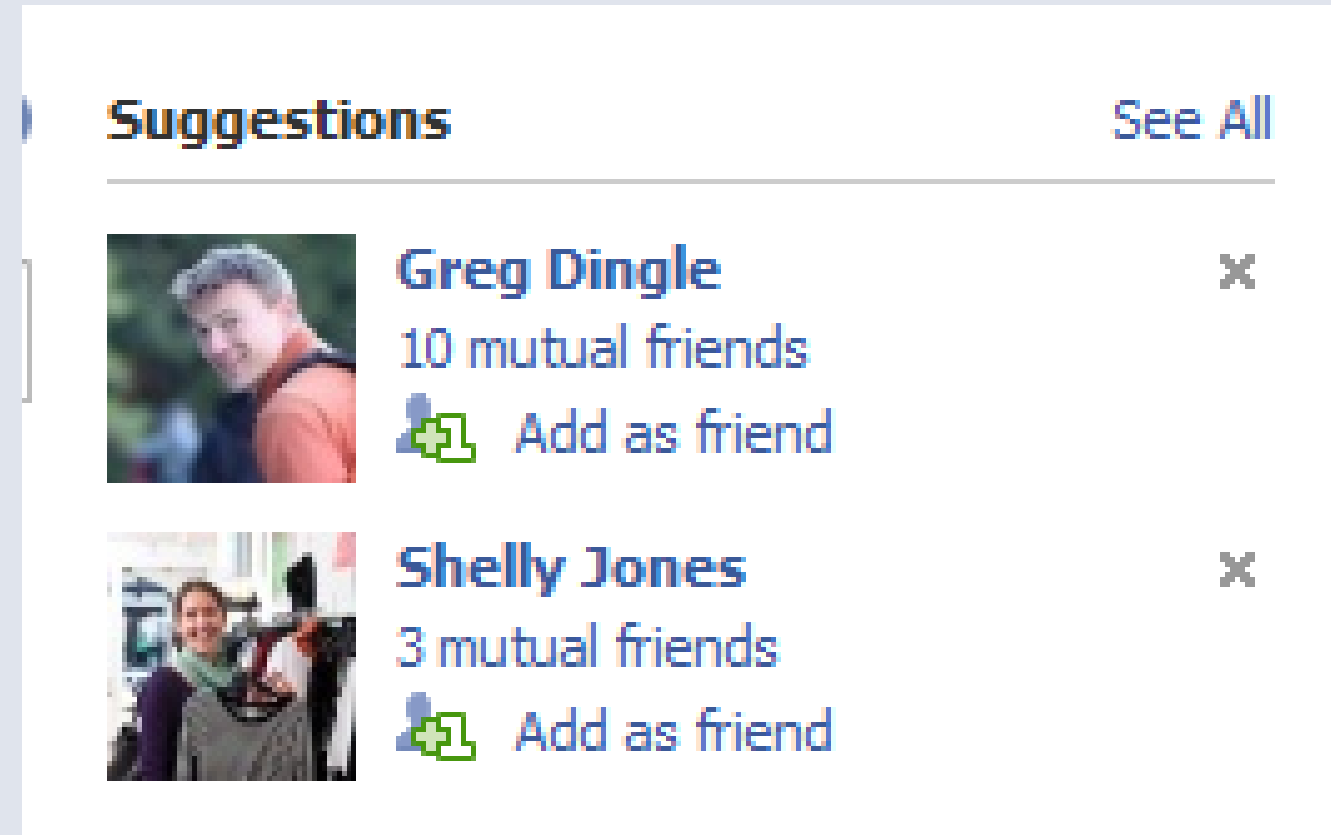 Suggestions See All
Greg Dingle
10 mutual friends
Add as friend
Shelly Jones
3 mutual friends
Add as friend